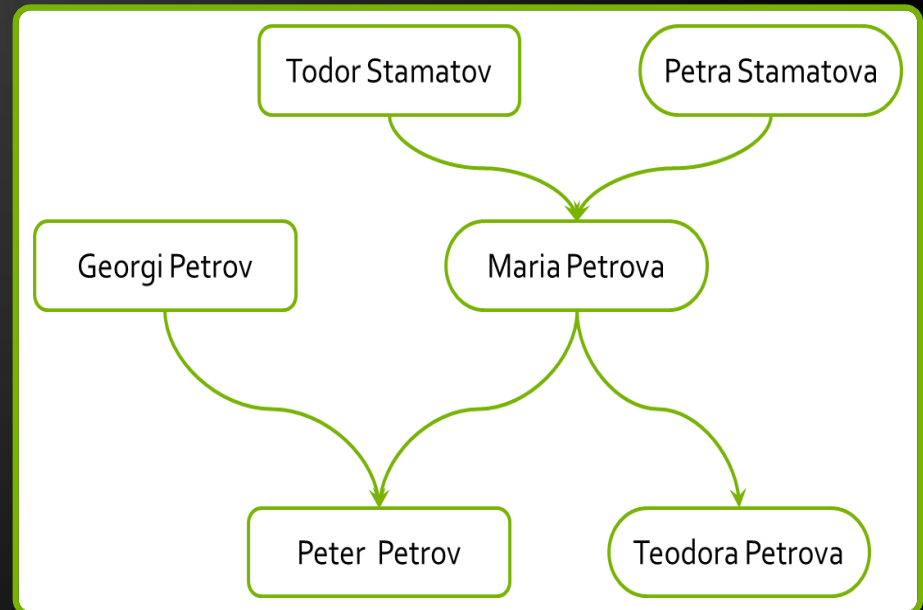 Todor Stamatov
Petra Stamatova
Georgi Petrov
Maria Petrova
Peter Petrov
Teodora Petrova